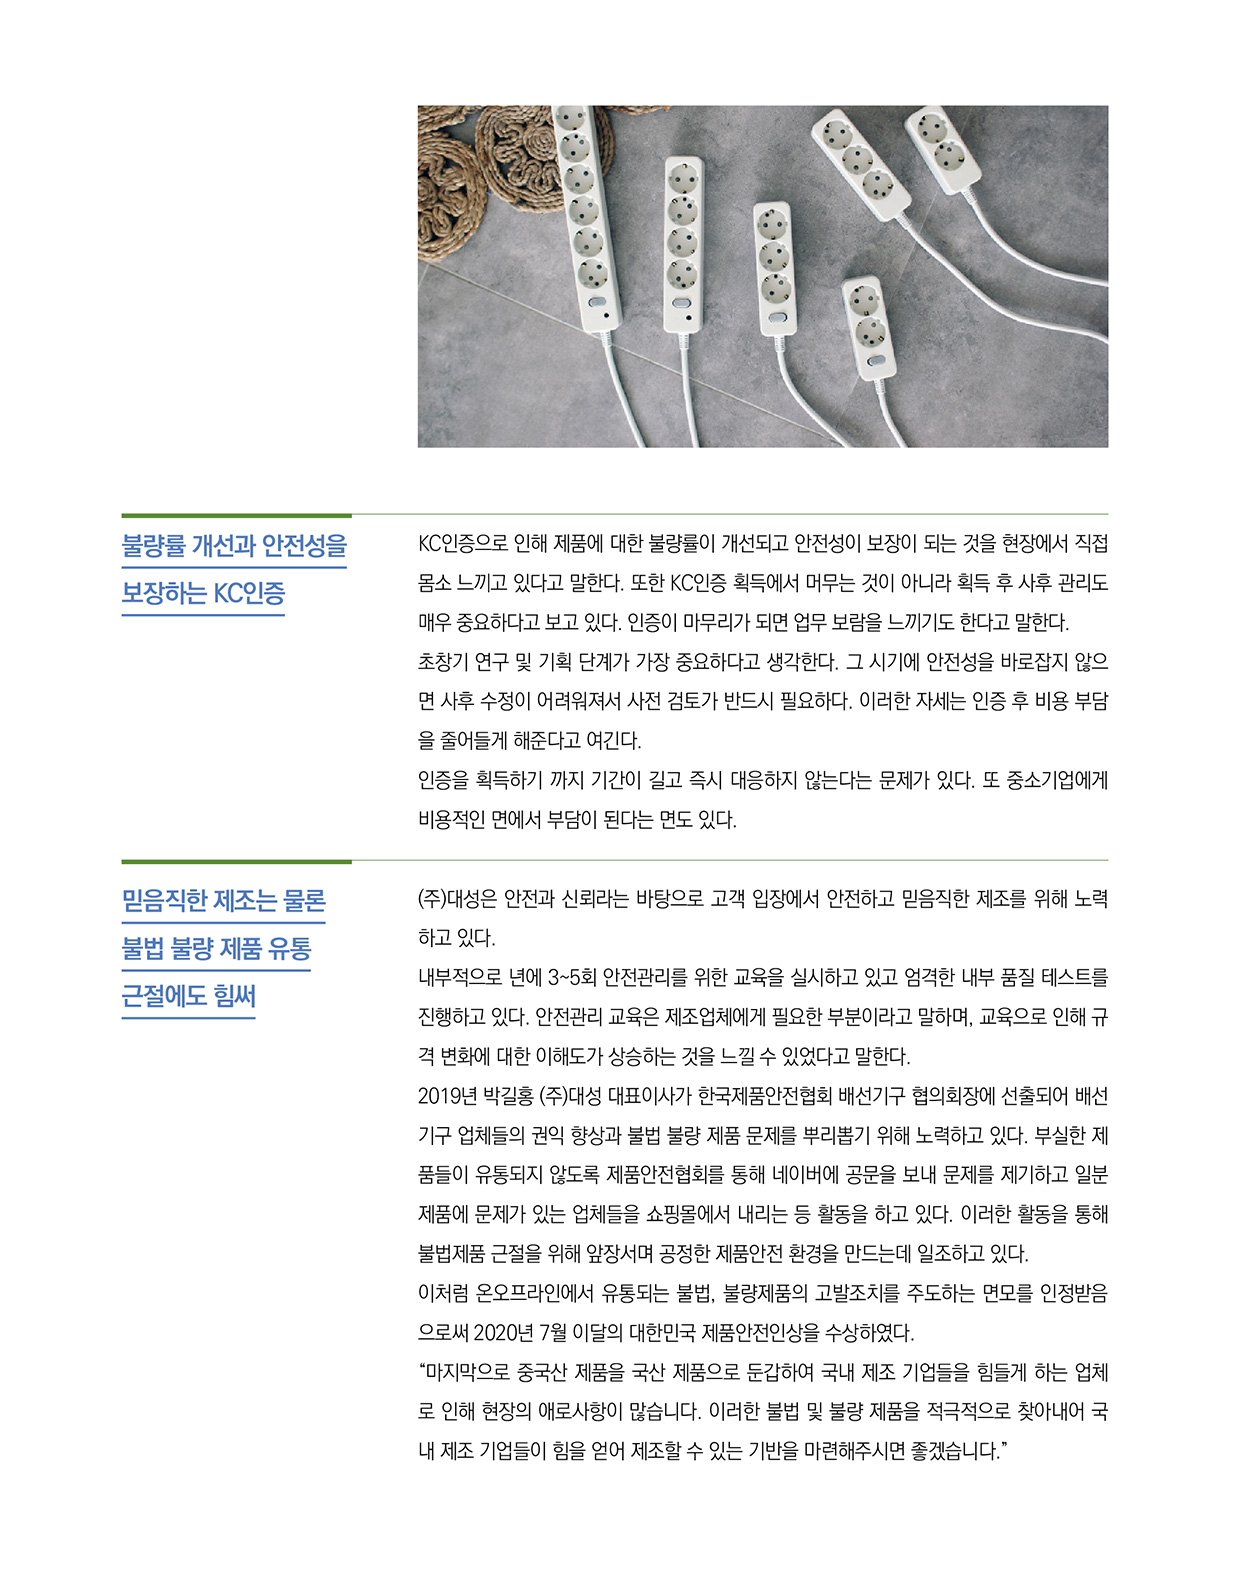 불량률 개선과 안전성을
보장하는 KC인증
KC인증으로 인해 제품에 대한 불량률이 개선되고 안전성이 보장이 되는 것을 현장에서 직접
몸소 느끼고 있다고 말한다. 또한 KC인증 획득에서 머무는 것이 아니라 획득 후 사후 관리도
매우 중요하다고 보고 있다. 인증이 마무리가 되면 업무 보람을 느끼기도 한다고 말한다.
초창기 연구 및 기획 단계가 가장 중요하다고 생각한다. 그 시기에 안전성을 바로잡지 않으
면 사후 수정이 어려워져서 사전 검토가 반드시 필요하다. 이러한 자세는 인증 후 비용 부담
을 줄어들게 해준다고 여긴다.
인증을 획득하기 까지 기간이 길고 즉시 대응하지 않는다는 문제가 있다. 또 중소기업에게
비용적인 면에서 부담이 된다는 면도 있다.
믿음직한 제조는 물론
불법 불량 제품 유통
근절에도 힘써
(주)대성은 안전과 신뢰라는 바탕으로 고객 입장에서 안전하고 믿음직한 제조를 위해 노력
하고 있다.
내부적으로 년에 3~5회 안전관리를 위한 교육을 실시하고 있고 엄격한 내부 품질 테스트를
진행하고 있다. 안전관리 교육은 제조업체에게 필요한 부분이라고 말하며, 교육으로 인해 규
격 변화에 대한 이해도가 상승하는 것을 느낄 수 있었다고 말한다.
2019년 박길홍 (주)대성 대표이사가 한국제품안전협회 배선기구 협의회장에 선출되어 배선
기구 업체들의 권익 향상과 불법 불량 제품 문제를 뿌리뽑기 위해 노력하고 있다. 부실한 제
품들이 유통되지 않도록 제품안전협회를 통해 네이버에 공문을 보내 문제를 제기하고 일분
제품에 문제가 있는 업체들을 쇼핑몰에서 내리는 등 활동을 하고 있다. 이러한 활동을 통해
불법제품 근절을 위해 앞장서며 공정한 제품안전 환경을 만드는데 일조하고 있다.
이처럼 온오프라인에서 유통되는 불법, 불량제품의 고발조치를 주도하는 면모를 인정받음
으로써 2020년 7월 이달의 대한민국 제품안전인상을 수상하였다.
“마지막으로 중국산 제품을 국산 제품으로 둔갑하여 국내 제조 기업들을 힘들게 하는 업체
로 인해 현장의 애로사항이 많습니다. 이러한 불법 및 불량 제품을 적극적으로 찾아내어 국
내 제조 기업들이 힘을 얻어 제조할 수 있는 기반을 마련해주시면 좋겠습니다.”